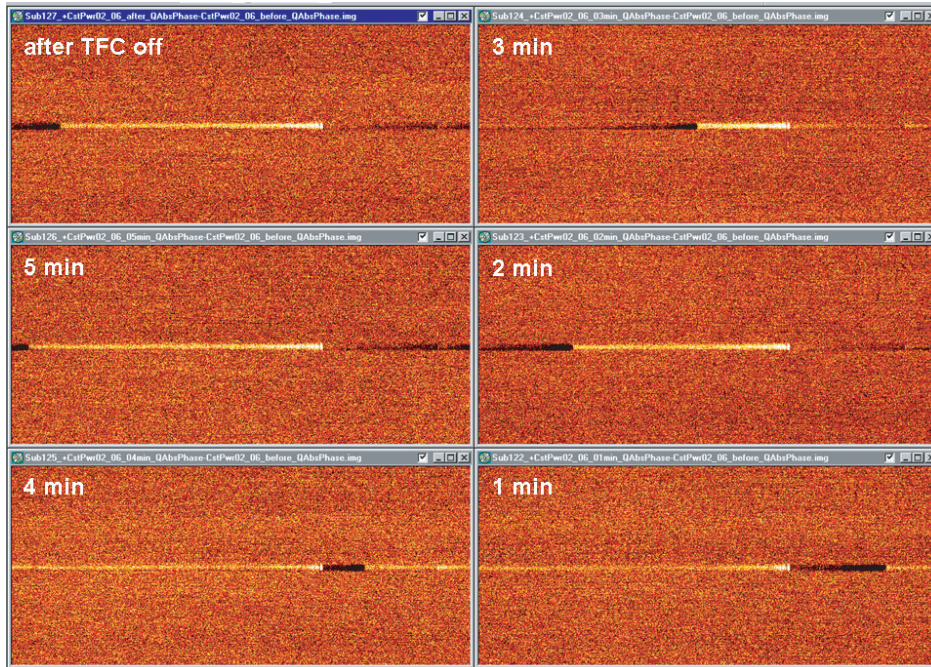 Sub127_+CstPwr02_06_after_QAbsPhase-CstPwr02_06_before_QAbsPhase.img
after TFC off
Sub124_+CstPwr02_06_03min_QAbsPhase-CstPwr02_06_before_QAbsPhase.img
3 min
Sub126_+CstPwr02_06_05min_QAbsPhase-CstPwr02_06_before_QAbsPhase.img
5 min
Sub123_+CstPwr02_06_02min_QAbsPhase-CstPwr02_06_before_QAbsPhase.img
2 min
Sub125_+CstPwr02_06_04min_QAbsPhase-CstPwr02_06_before_QAbsPhase.img
4 min
Sub122_+CstPwr02_06_01min_QAbsPhase-CstPwr02_06_before_QAbsPhase.img
1 min